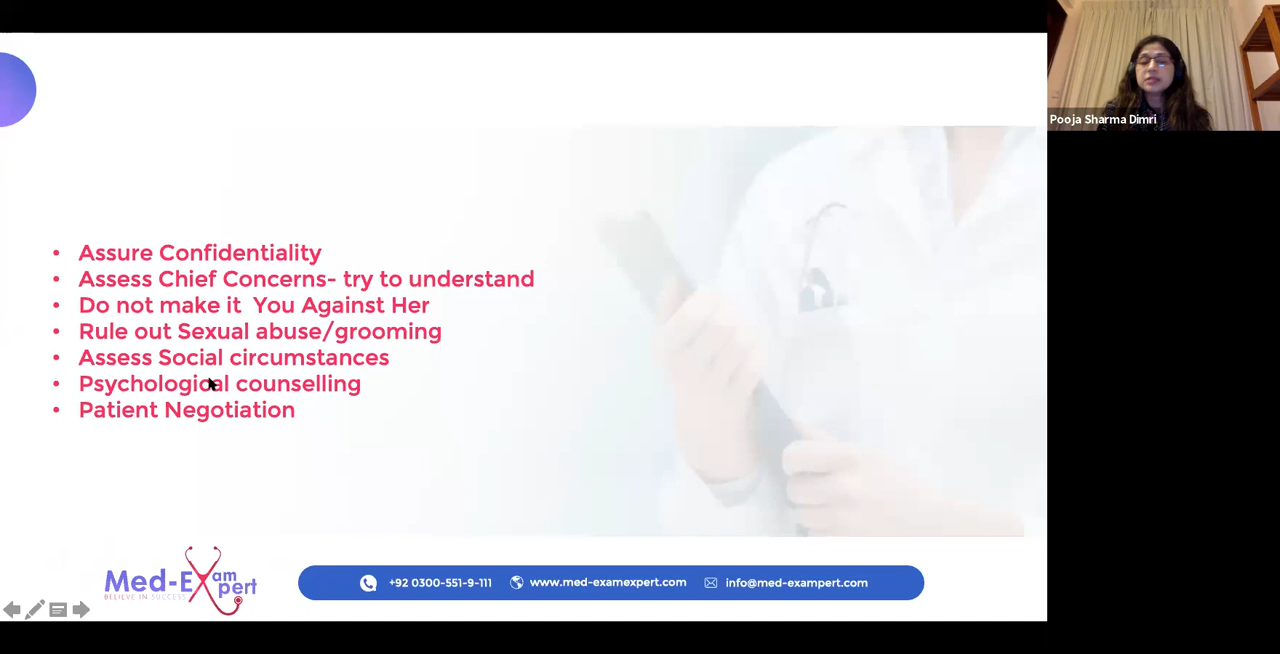 Pooja Sharma Dimri
• Assure Confidentiality
• Assess Chief Concerns- try to understand
• Do not make it  You Against Her
• Rule out Sexual abuse/grooming
• Assess Social circumstances
• Psychological counselling
• Patient Negotiation
Med-Exam Expert
BELIEVE IN SUCCESS
+92 0300-551-9-111 www.med-examexpert.com info@med-exampert.com